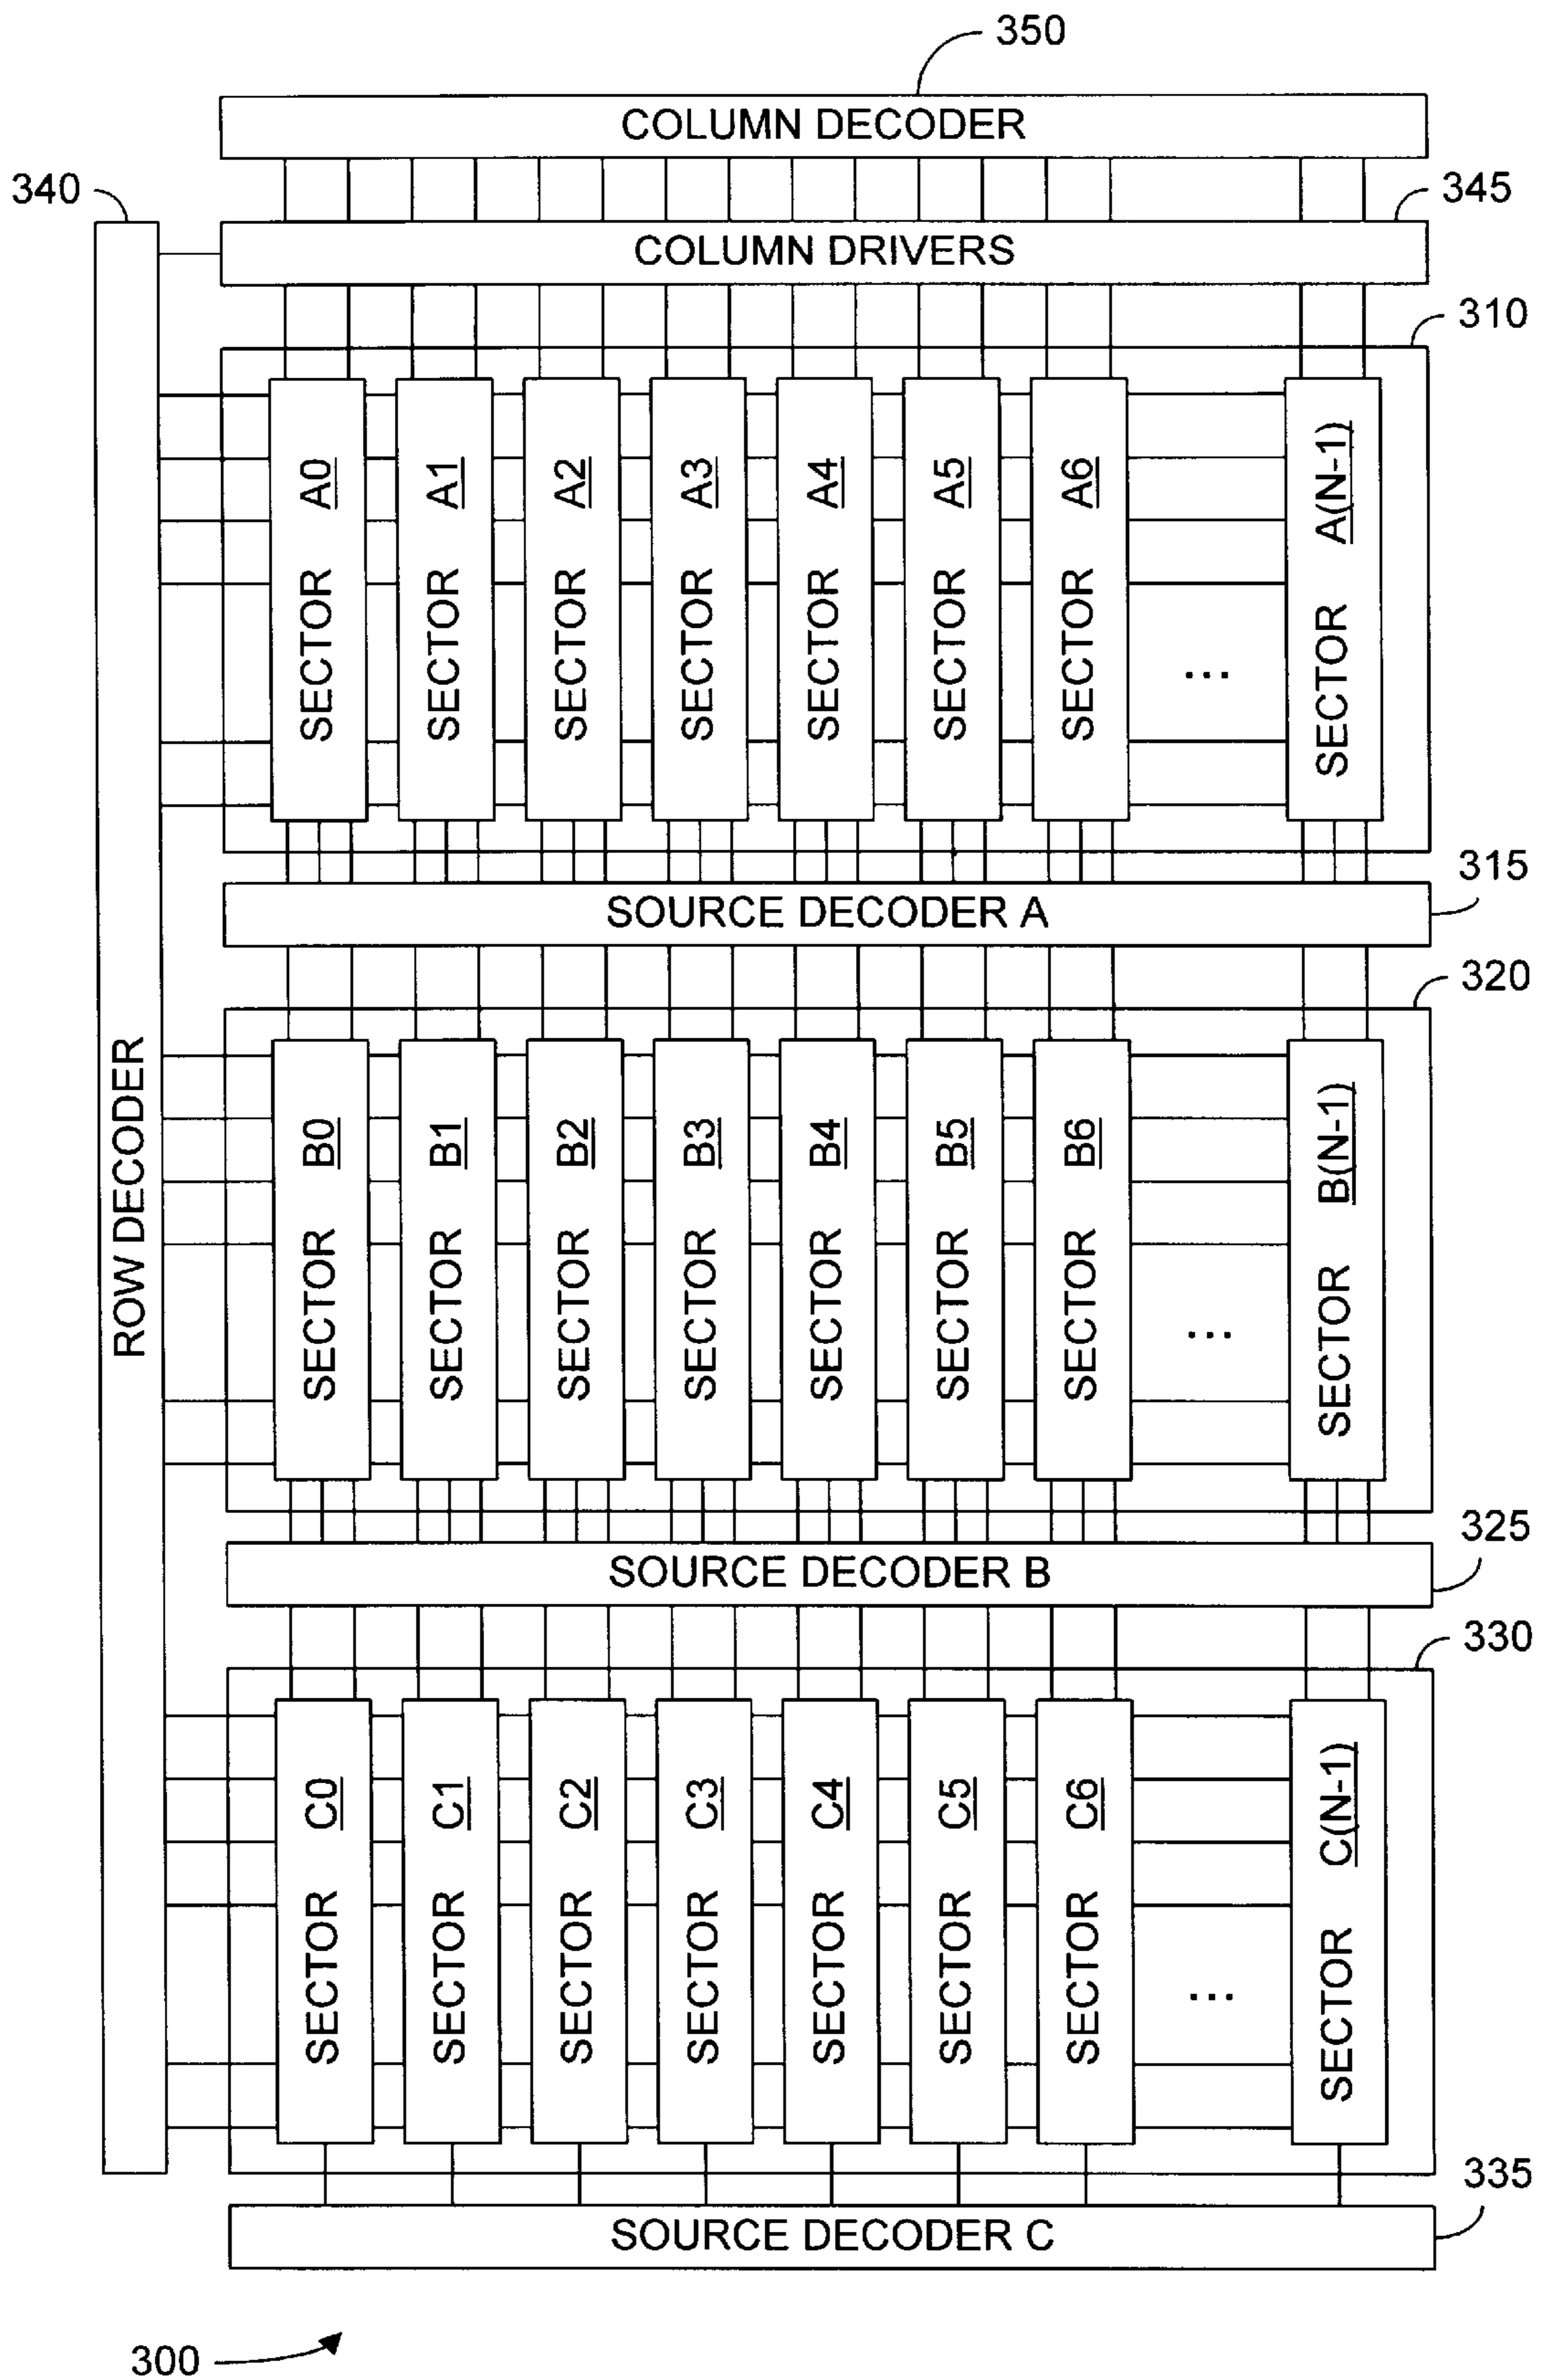 350
COLUMN DECODER
340
345
COLUMN DRIVERS
310
SECTOR A0
SECTOR A1
SECTOR A2
SECTOR A3
SECTOR A4
SECTOR A5
SECTOR A6
...
SECTOR A(N-1)
315
SOURCE DECODER A
320
ROW DECODER
SECTOR B0
SECTOR B1
SECTOR B2
SECTOR B3
SECTOR B4
SECTOR B5
SECTOR B6
...
SECTOR B(N-1)
325
SOURCE DECODER B
330
SECTOR C0
SECTOR C1
SECTOR C2
SECTOR C3
SECTOR C4
SECTOR C5
SECTOR C6
...
SECTOR C(N-1)
335
SOURCE DECODER C
300